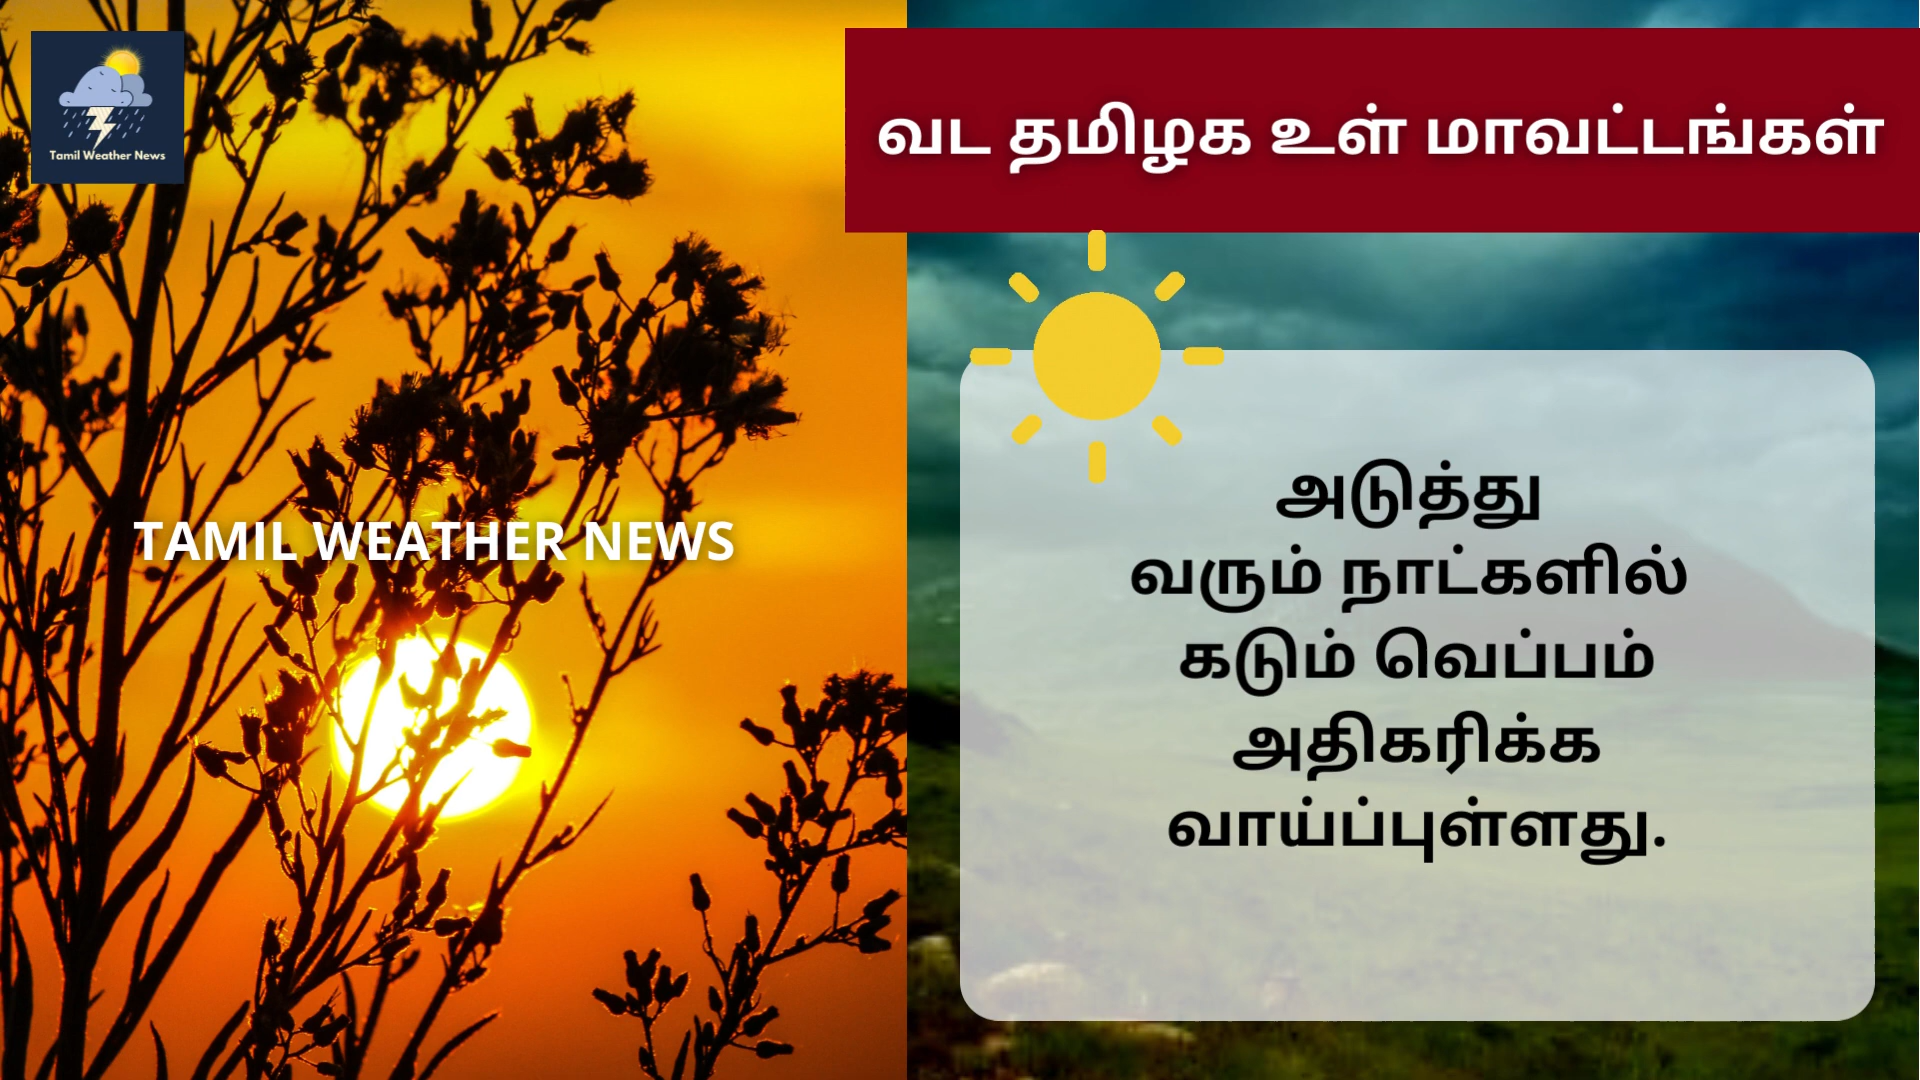 Tamil Weather News
வட தமிழக உள் மாவட்டங்கள்
TAMIL WEATHER NEWS
அடுத்து
வரும் நாட்களில்
கடும் வெப்பம்
அதிகரிக்க
வாய்ப்புள்ளது.